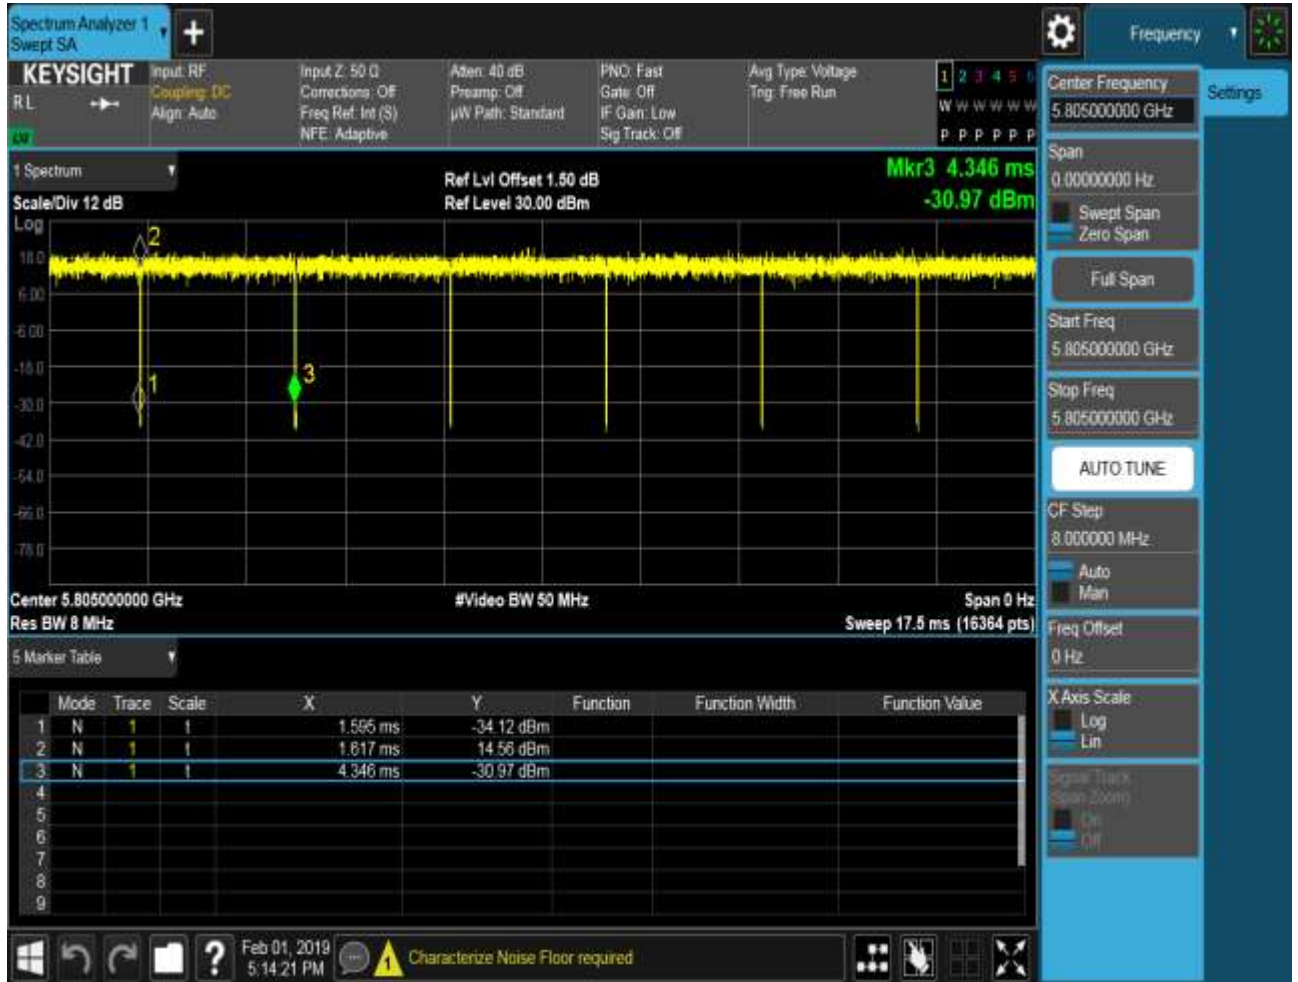 Spectrum Analyzer 1
Swept SA
+
Frequency
KEYSIGHT
RL
Input: RF
Coupling: DC
Align: Auto
Input Z: 50 Ω
Corrections: Off
Freq Ref: Int (S)
NFE: Adaptive
Atten: 40 dB
Preamp: Off
µW Path: Standard
PNO: Fast
Gate: Off
IF Gain: Low
Sig Track: Off
Avg Type: Voltage
Trig: Free Run
1 2 3 4 5 6
W W W W W W
P P P P P P
1 Spectrum
Scale/Div 12 dB
Ref Lvl Offset 1.50 dB
Ref Level 30.00 dBm
Mkr3 4.346 ms
-30.97 dBm
Log
18.0
6.00
-6.00
-18.0
-30.0
-42.0
-54.0
-66.0
-78.0
2
1
3
Center 5.805000000 GHz
Res BW 8 MHz
#Video BW 50 MHz
Span 0 Hz
Sweep 17.5 ms (16364 pts)
5 Marker Table
Mode Trace Scale X Y Function Function Width Function Value
1 N 1 t 1.595 ms -34.12 dBm
2 N 1 t 1.617 ms 14.56 dBm
3 N 1 t 4.346 ms -30.97 dBm
4
5
6
7
8
9
Feb 01, 2019
5:14:21 PM
1
Characterize Noise Floor required
Settings
Center Frequency
5.805000000 GHz
Span
0.00000000 Hz
Swept Span
Zero Span
Full Span
Start Freq
5.805000000 GHz
Stop Freq
5.805000000 GHz
AUTO TUNE
CF Step
8.000000 MHz
Auto
Man
Freq Offset
0 Hz
X Axis Scale
Log
Lin
Signal Track
(Span Zoom)
On
Off